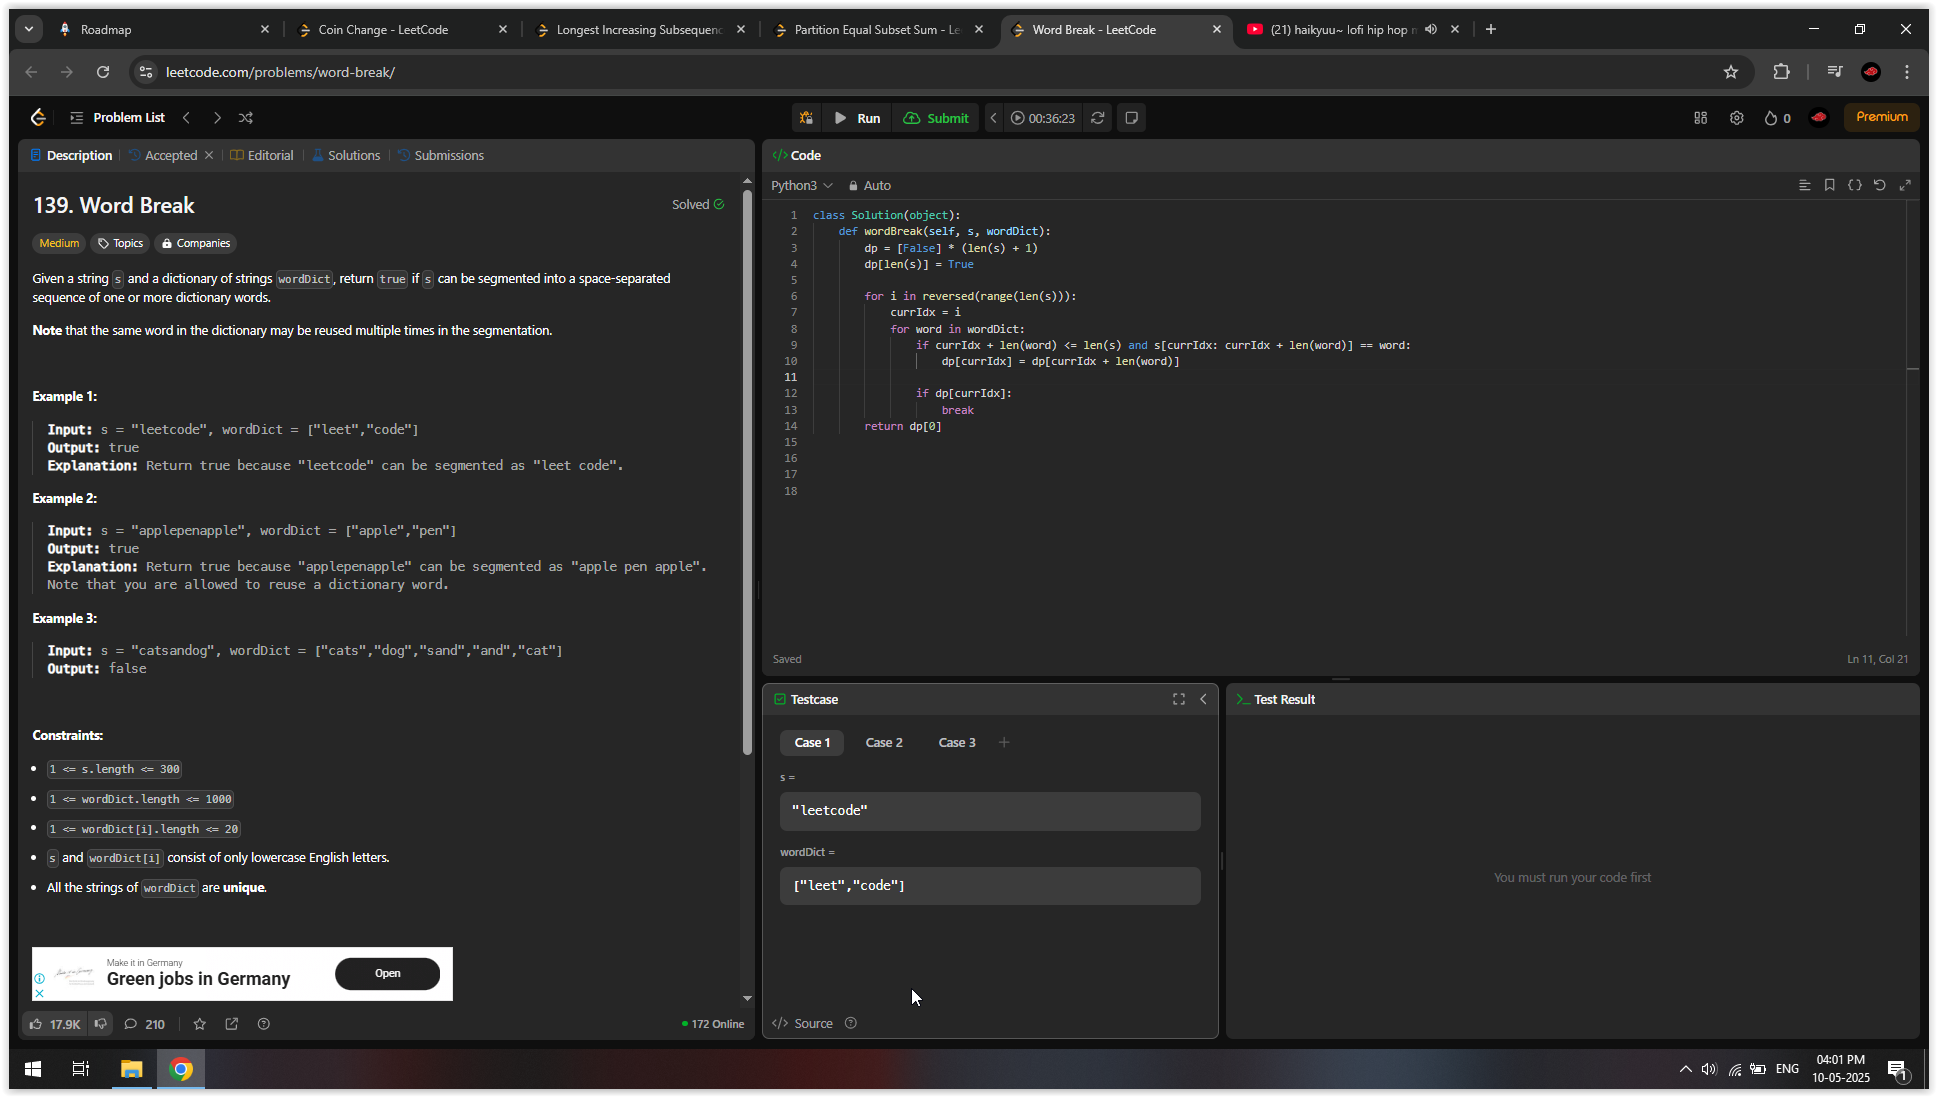 Roadmap
Coin Change - LeetCode
Longest Increasing Subsequenc
Partition Equal Subset Sum - Le
Word Break - LeetCode
(21) haikyuu~ lofi hip hop m
leetcode.com/problems/word-break/
Problem List
Run
Submit
00:36:23
0
Premium
Description
Accepted
Editorial
Solutions
Submissions
139. Word Break
Solved
Medium
Topics
Companies
Given a string s and a dictionary of strings wordDict, return true if s can be segmented into a space-separated
sequence of one or more dictionary words.
Note that the same word in the dictionary may be reused multiple times in the segmentation.
Example 1:
Input: s = "leetcode", wordDict = ["leet","code"]
Output: true
Explanation: Return true because "leetcode" can be segmented as "leet code".
Example 2:
Input: s = "applepenapple", wordDict = ["apple","pen"]
Output: true
Explanation: Return true because "applepenapple" can be segmented as "apple pen apple".
Note that you are allowed to reuse a dictionary word.
Example 3:
Input: s = "catsandog", wordDict = ["cats","dog","sand","and","cat"]
Output: false
Constraints:
1 <= s.length <= 300
1 <= wordDict.length <= 1000
1 <= wordDict[i].length <= 20
s and wordDict[i] consist of only lowercase English letters.
All the strings of wordDict are unique.
Make it in Germany
Green jobs in Germany
Open
17.9K
210
172 Online
</> Code
Python3
Auto
1 class Solution(object):
2 def wordBreak(self, s, wordDict):
3 dp = [False] * (len(s) + 1)
4 dp[len(s)] = True
5
6 for i in reversed(range(len(s))):
7 currIdx = i
8 for word in wordDict:
9 if currIdx + len(word) <= len(s) and s[currIdx: currIdx + len(word)] == word:
10 dp[currIdx] = dp[currIdx + len(word)]
11
12 if dp[currIdx]:
13 break
14 return dp[0]
15
16
17
18
Saved
Ln 11, Col 21
Testcase
Case 1
Case 2
Case 3
s =
"leetcode"
wordDict =
["leet","code"]
</> Source
Test Result
You must run your code first
ENG
04:01 PM
10-05-2025
1